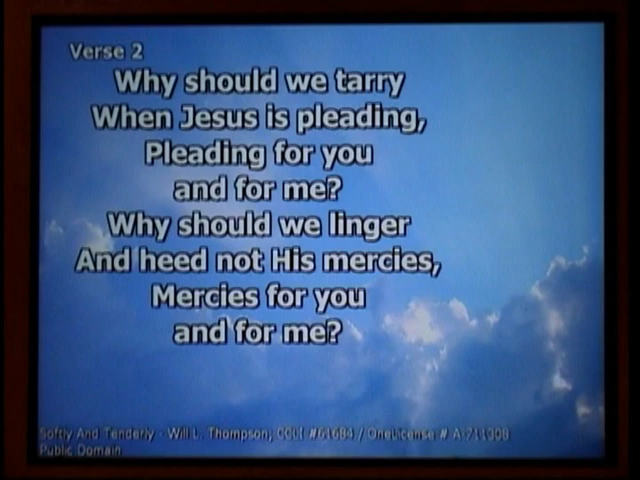 Verse 2
Why should we tarry
When Jesus is pleading,
Pleading for you
and for me?
Why should we linger
And heed not His mercies,
Mercies for you
and for me?
Softly And Tenderly - Will L. Thompson; CCLI #61684 / OneLicense # A-711308
Public Domain